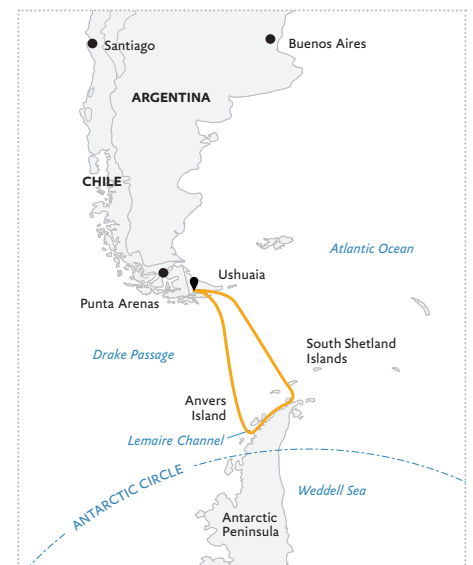 Santiago
Buenos Aires
ARGENTINA
CHILE
Atlantic Ocean
Ushuaia
Punta Arenas
South Shetland
Islands
Drake Passage
Anvers
Island
Lemaire Channel
ANTARCTIC CIRCLE
Weddell Sea
Antarctic
Peninsula